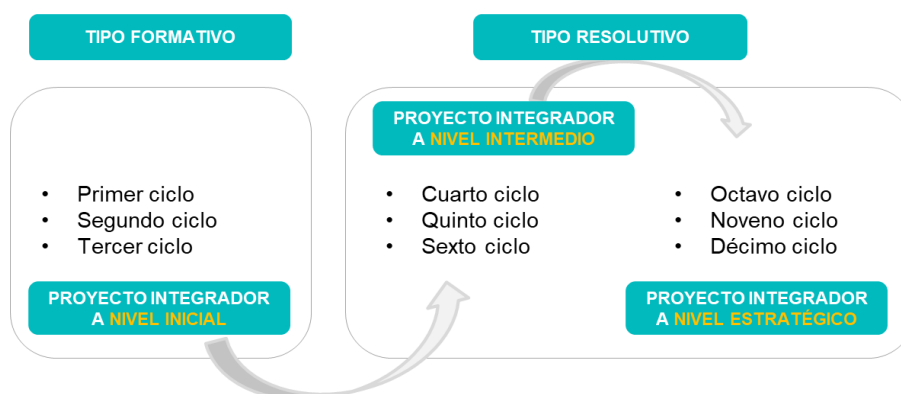 TIPO FORMATIVO
TIPO RESOLUTIVO
• Primer ciclo
• Segundo ciclo
• Tercer ciclo
PROYECTO INTEGRADOR
A NIVEL INICIAL
PROYECTO INTEGRADOR
A NIVEL INTERMEDIO
• Cuarto ciclo
• Quinto ciclo
• Sexto ciclo
• Octavo ciclo
• Noveno ciclo
• Décimo ciclo
PROYECTO INTEGRADOR
A NIVEL ESTRATÉGICO